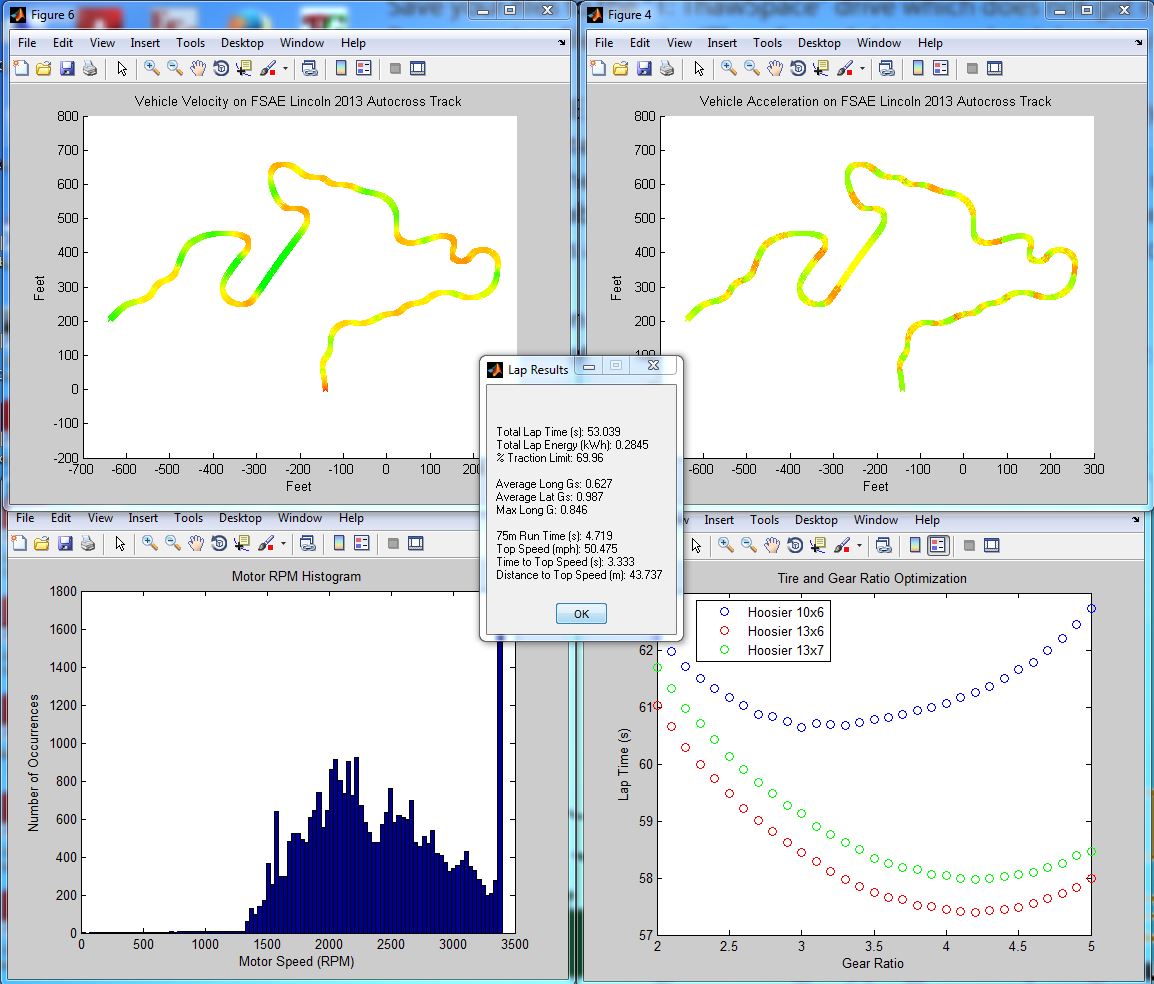 Save y
drive which does
Figure 6
File Edit View Insert Tools Desktop Window Help
Vehicle Velocity on FSAE Lincoln 2013 Autocross Track
800
700
600
500
400
300
200
100
0
-100
-200
Feet
-700 -600 -500 -400 -300 -200 -100 0 100
Feet
Figure 4
File Edit View Insert Tools Desktop Window Help
Vehicle Acceleration on FSAE Lincoln 2013 Autocross Track
800
700
600
500
400
300
200
Feet
-600 -500 -400 -300 -200 -100 0 100 200 300
Feet
Lap Results
Total Lap Time (s): 53.039
Total Lap Energy (kWh): 0.2845
% Traction Limit: 69.96
Average Long Gs: 0.627
Average Lat Gs: 0.987
Max Long G: 0.846
75m Run Time (s): 4.719
Top Speed (mph): 50.475
Time to Top Speed (s): 3.333
Distance to Top Speed (m): 43.737
OK
File Edit View Insert Tools Desktop Window Help
Motor RPM Histogram
1800
1600
1400
1200
1000
800
600
400
200
0
Number of Occurrences
0 500 1000 1500 2000 2500 3000 3500
Motor Speed (RPM)
Insert Tools Desktop Window Help
Tire and Gear Ratio Optimization
Hoosier 10x6
Hoosier 13x6
Hoosier 13x7
62
61
60
59
58
57
Lap Time (s)
2 2.5 3 3.5 4 4.5 5
Gear Ratio